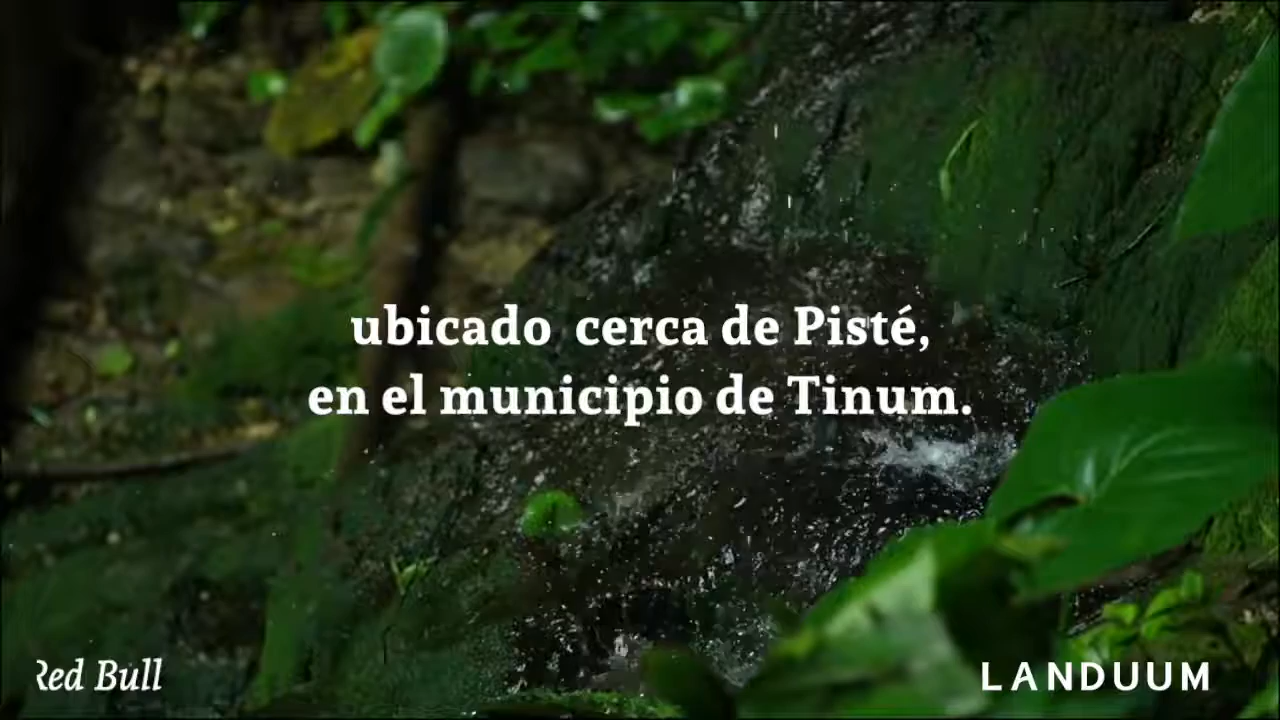 ubicado  cerca de Pisté,
en el municipio de Tinum.
Red Bull
LANDUUM